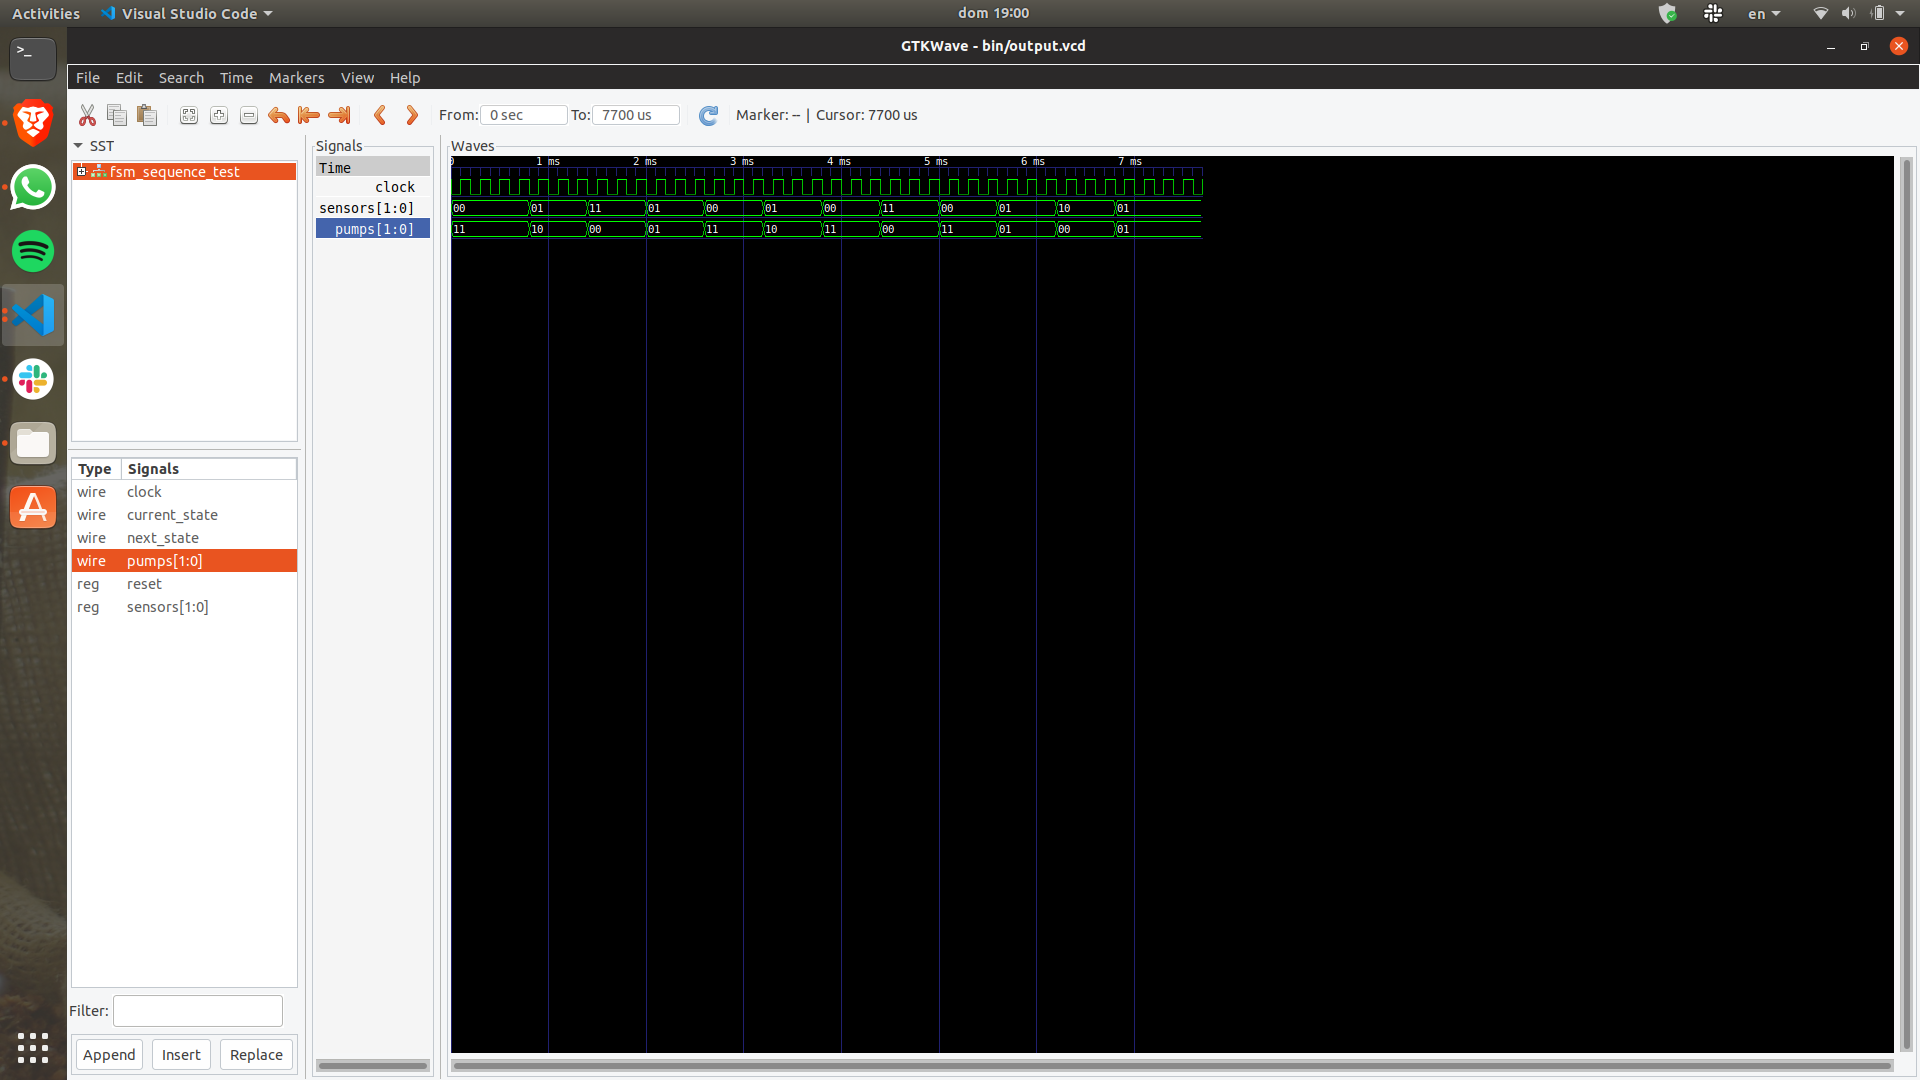 Activities Visual Studio Code dom 19:00 en
GTKWave - bin/output.vcd
File Edit Search Time Markers View Help
From: 0 sec To: 7700 us Marker: -- | Cursor: 7700 us
SST
fsm_sequence_test
Type Signals
wire clock
wire current_state
wire next_state
wire pumps[1:0]
reg reset
reg sensors[1:0]
Filter:
Append Insert Replace
Signals
Time
clock
sensors[1:0]
pumps[1:0]
Waves
0 1 ms 2 ms 3 ms 4 ms 5 ms 6 ms 7 ms
00 01 11 01 00 01 00 11 00 01 10 01
11 10 00 01 11 10 11 00 11 01 00 01